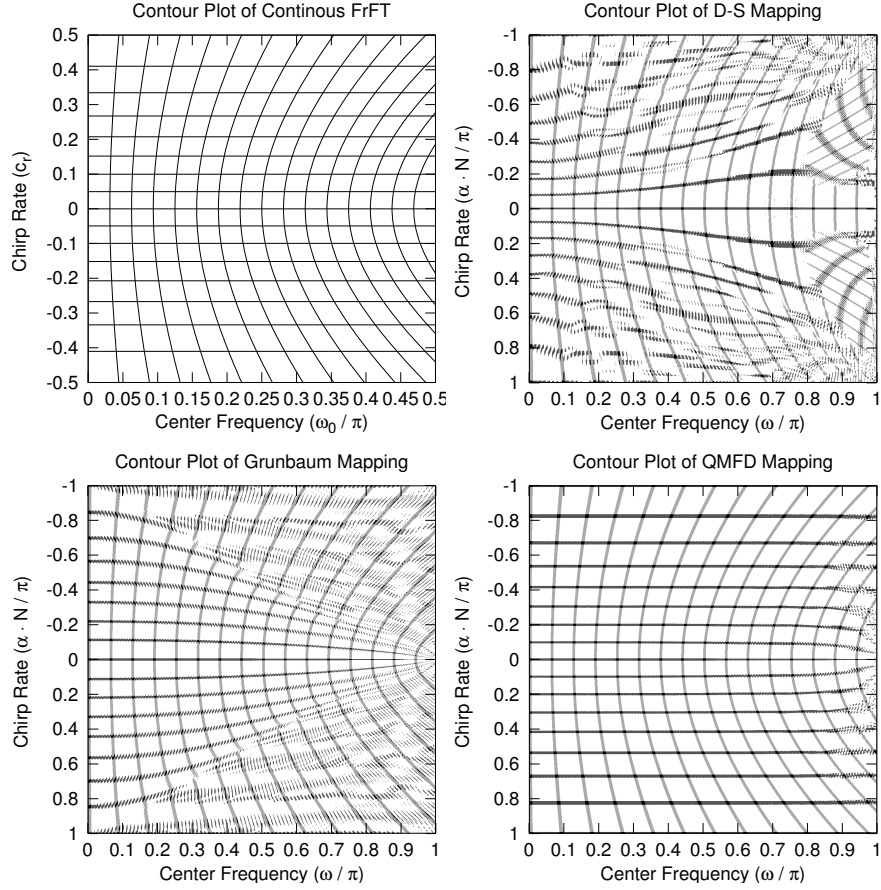 Contour Plot of Continous FrFT
Chirp Rate (cᵣ)
0.5
0.4
0.3
0.2
0.1
0
-0.1
-0.2
-0.3
-0.4
-0.5
0 0.05 0.1 0.15 0.2 0.25 0.3 0.35 0.4 0.45 0.5
Center Frequency (ω₀ / π)
Contour Plot of D-S Mapping
Chirp Rate (α · N / π)
-1
-0.8
-0.6
-0.4
-0.2
0
0.2
0.4
0.6
0.8
1
0 0.1 0.2 0.3 0.4 0.5 0.6 0.7 0.8 0.9 1
Center Frequency (ω / π)
Contour Plot of Grunbaum Mapping
Chirp Rate (α · N / π)
-1
-0.8
-0.6
-0.4
-0.2
0
0.2
0.4
0.6
0.8
1
0 0.1 0.2 0.3 0.4 0.5 0.6 0.7 0.8 0.9 1
Center Frequency (ω / π)
Contour Plot of QMFD Mapping
Chirp Rate (α · N / π)
-1
-0.8
-0.6
-0.4
-0.2
0
0.2
0.4
0.6
0.8
1
0 0.1 0.2 0.3 0.4 0.5 0.6 0.7 0.8 0.9 1
Center Frequency (ω / π)